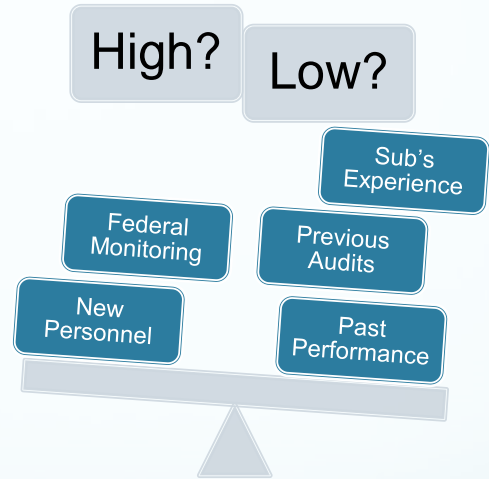 High?
Low?
Sub's
Experience
Federal
Monitoring
Previous
Audits
New
Personnel
Past
Performance